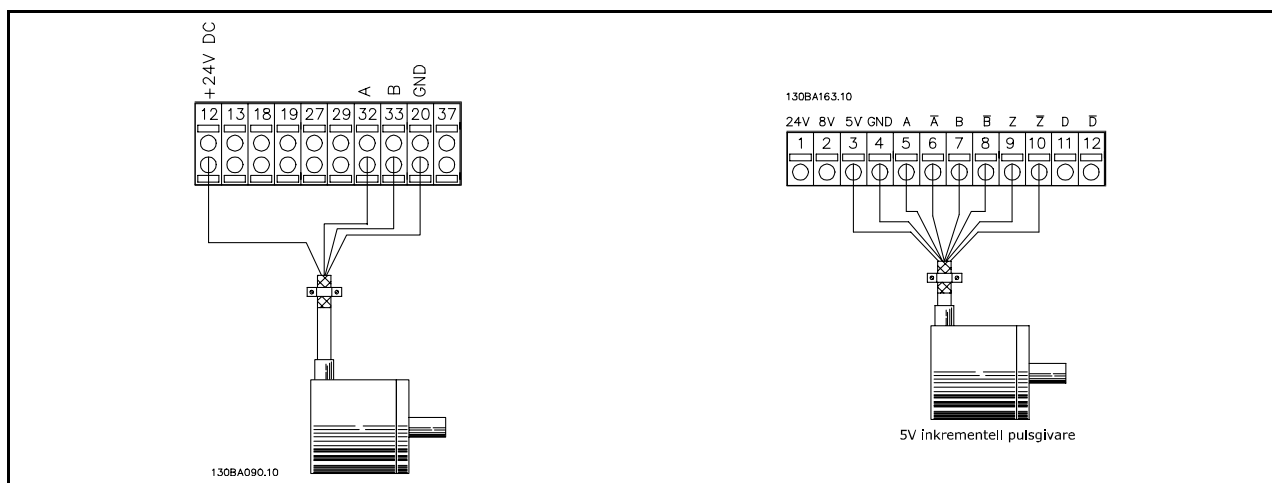 +24V DC
A
B
GND
12 13 18 19 27 29 32 33 20 37
130BA090.10
130BA163.10
24V 8V 5V GND A A̅ B B̅ Z Z̅ D D̅
1 2 3 4 5 6 7 8 9 10 11 12
5V inkrementell pulsgivare